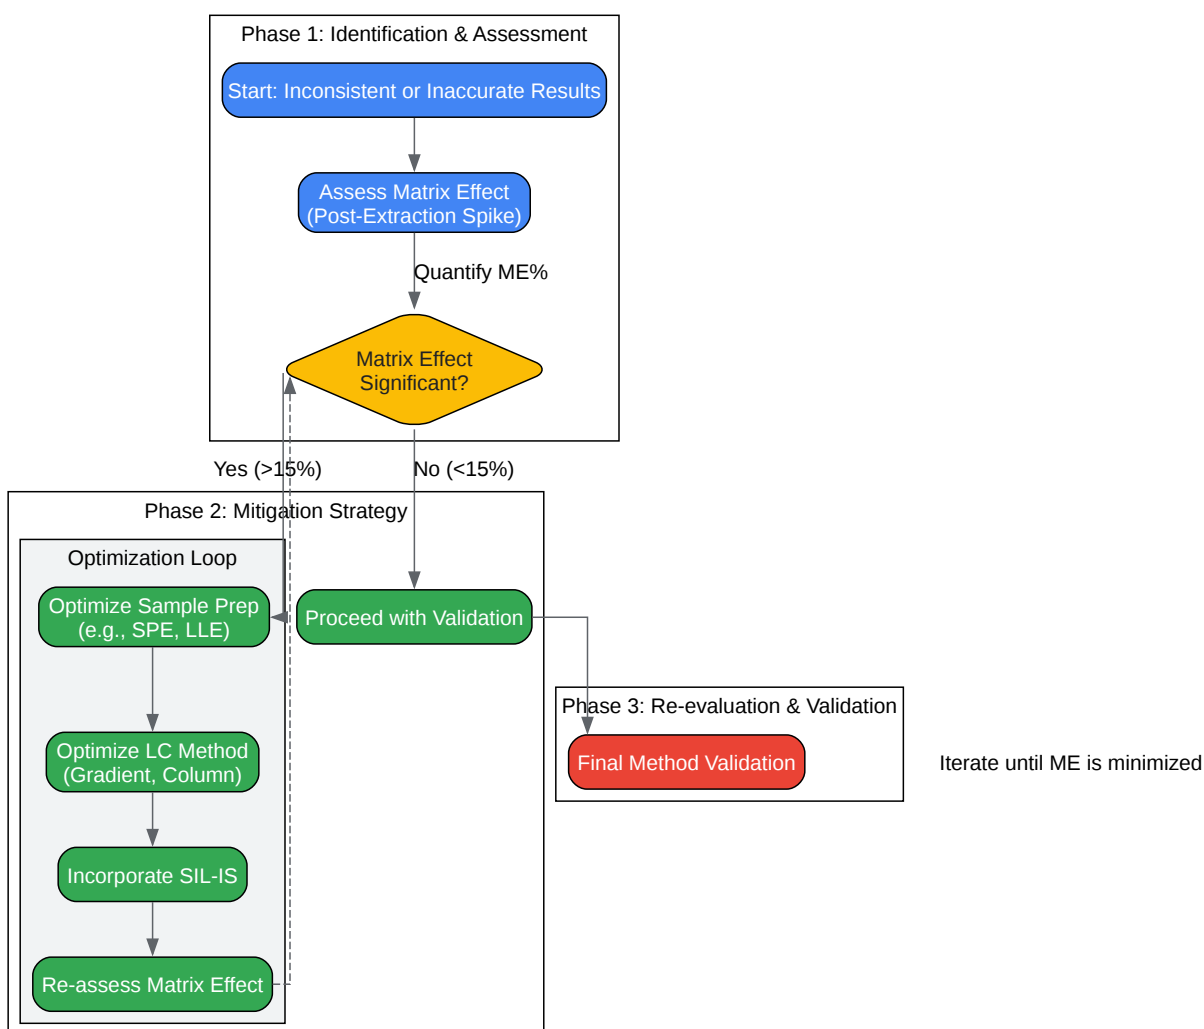 Phase 1: Identification & Assessment
Start: Inconsistent or Inaccurate Results
Assess Matrix Effect
(Post-Extraction Spike)
Quantify ME%
Matrix Effect
Significant?
Yes (>15%)
No (<15%)
Phase 2: Mitigation Strategy
Optimization Loop
Optimize Sample Prep
(e.g., SPE, LLE)
Proceed with Validation
Optimize LC Method
(Gradient, Column)
Incorporate SIL-IS
Re-assess Matrix Effect
Phase 3: Re-evaluation & Validation
Final Method Validation
Iterate until ME is minimized